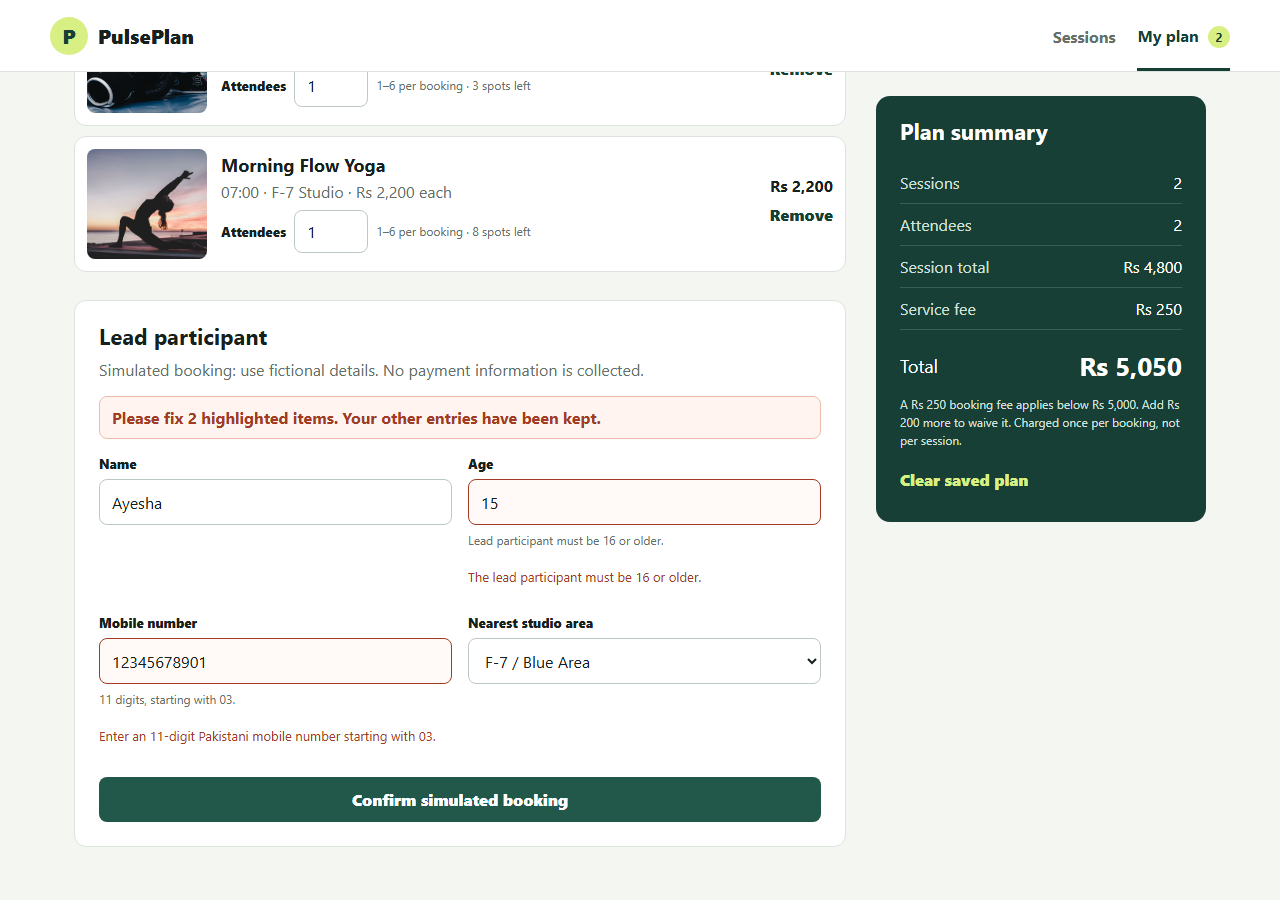 P PulsePlan
Sessions My plan 2
Attendees 1 1–6 per booking · 3 spots left
Remove
Morning Flow Yoga
07:00 · F-7 Studio · Rs 2,200 each
Attendees 1 1–6 per booking · 8 spots left
Rs 2,200
Remove
Lead participant
Simulated booking: use fictional details. No payment information is collected.
Please fix 2 highlighted items. Your other entries have been kept.
Name
Ayesha
Age
15
Lead participant must be 16 or older.
The lead participant must be 16 or older.
Mobile number
12345678901
11 digits, starting with 03.
Enter an 11-digit Pakistani mobile number starting with 03.
Nearest studio area
F-7 / Blue Area
Confirm simulated booking
Plan summary
Sessions 2
Attendees 2
Session total Rs 4,800
Service fee Rs 250
Total Rs 5,050
A Rs 250 booking fee applies below Rs 5,000. Add Rs
200 more to waive it. Charged once per booking, not
per session.
Clear saved plan